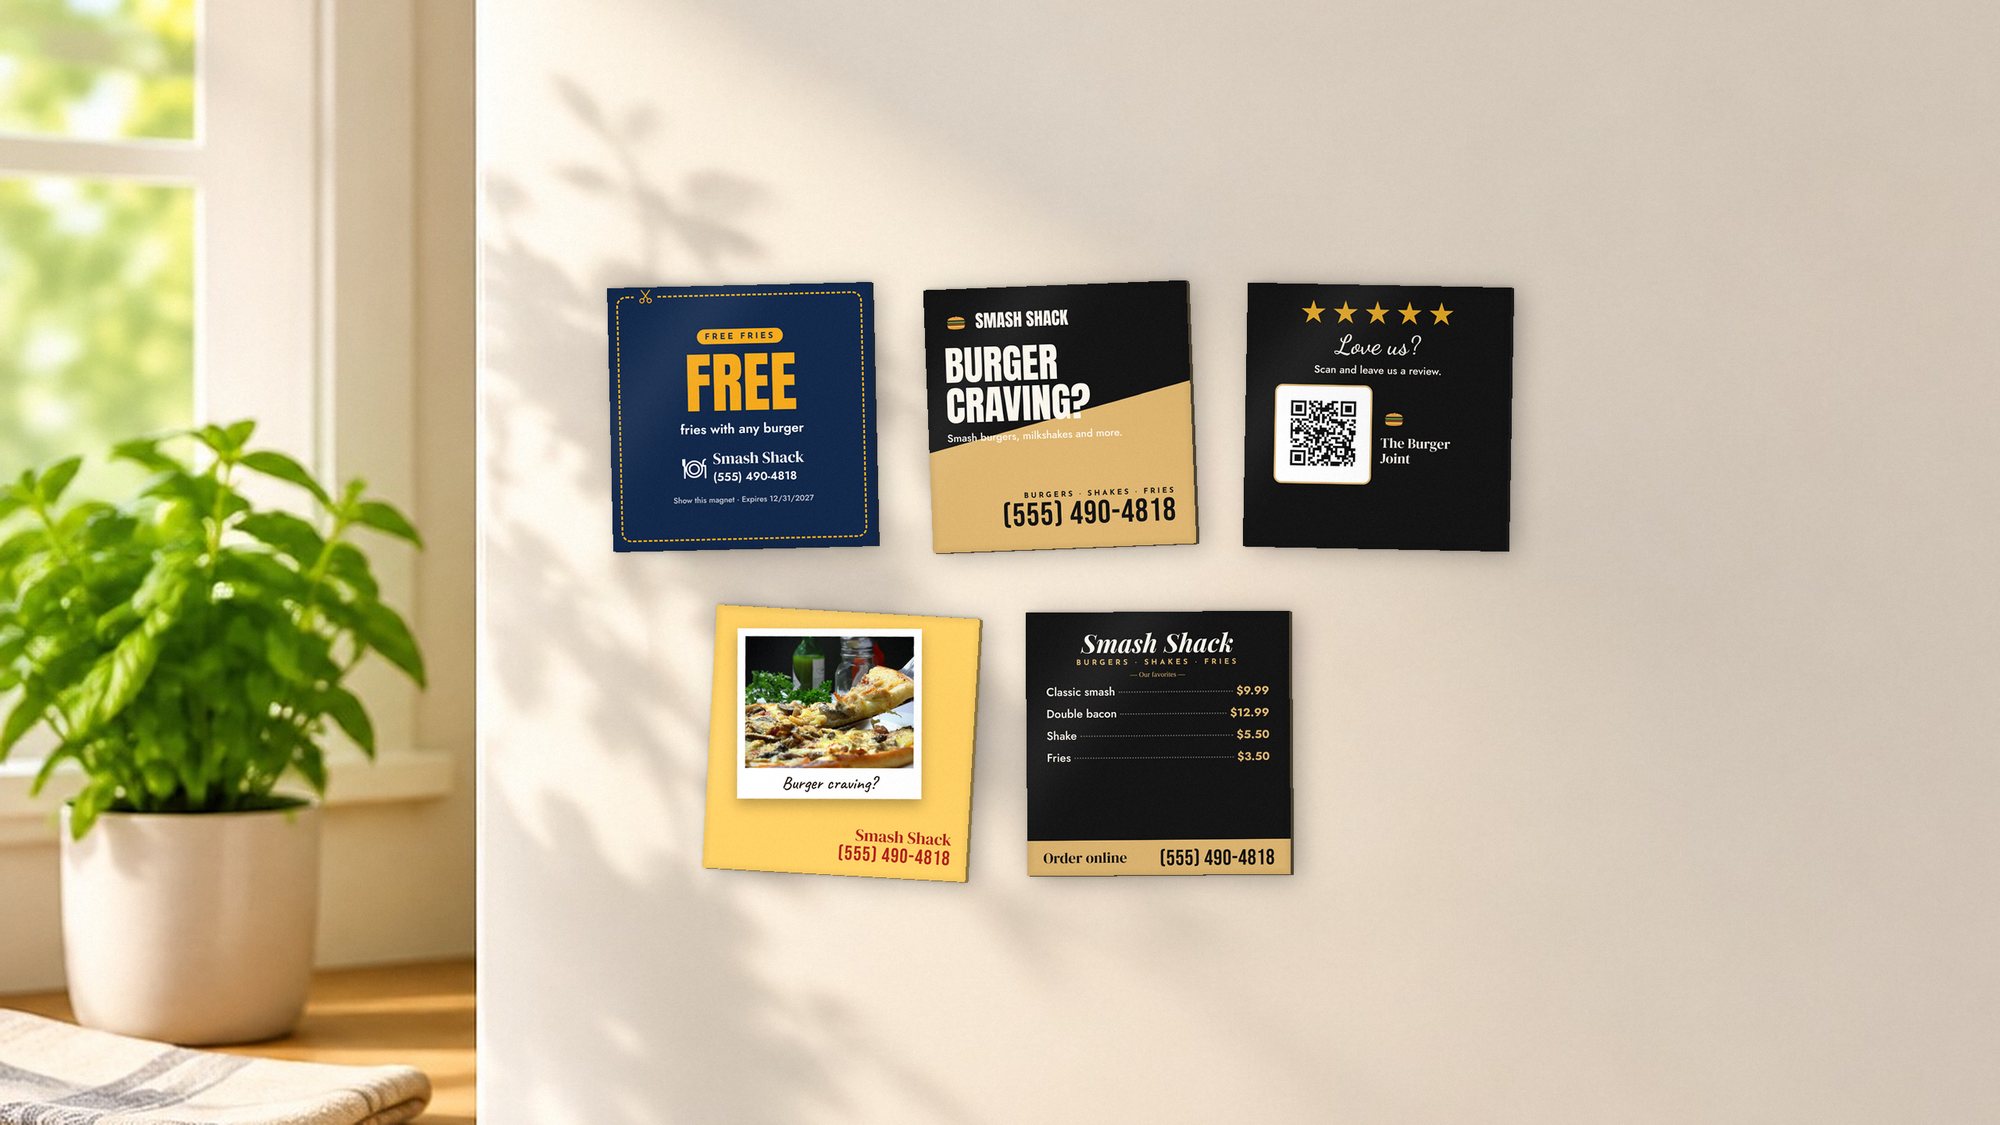 FREE FRIES
FREE
fries with any burger
Smash Shack
(555) 490-4818
Show this magnet · Expires 12/31/2027
SMASH SHACK
BURGER
CRAVING?
Smash burgers, milkshakes and more.
BURGERS · SHAKES · FRIES
(555) 490-4818
Love us?
Scan and leave us a review.
The Burger
Joint
Burger craving?
Smash Shack
(555) 490-4818
Smash Shack
BURGERS · SHAKES · FRIES
— Our favorites —
Classic smash $9.99
Double bacon $12.99
Shake $5.50
Fries $3.50
Order online (555) 490-4818